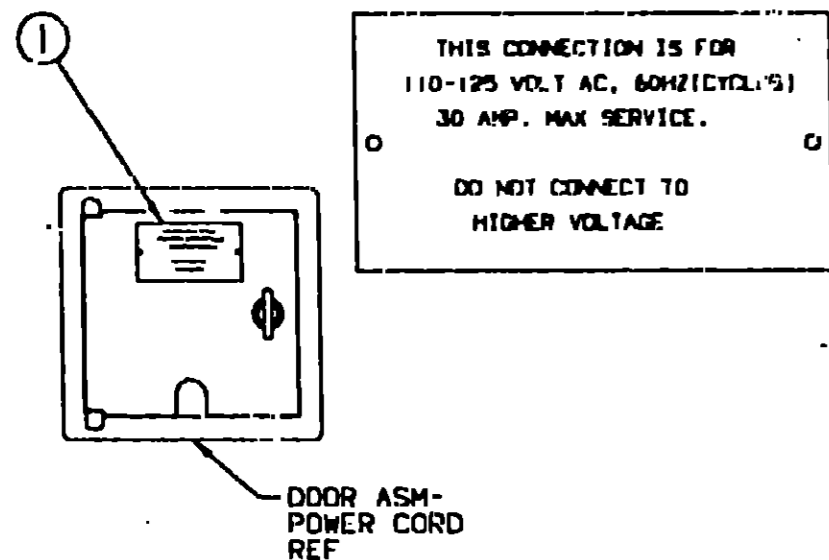 1
THIS CONNECTION IS FOR
110-125 VOLT AC, 60HZ(CYCLES)
30 AMP. MAX SERVICE.
DO NOT CONNECT TO
HIGHER VOLTAGE
DOOR ASM-
POWER CORD
REF